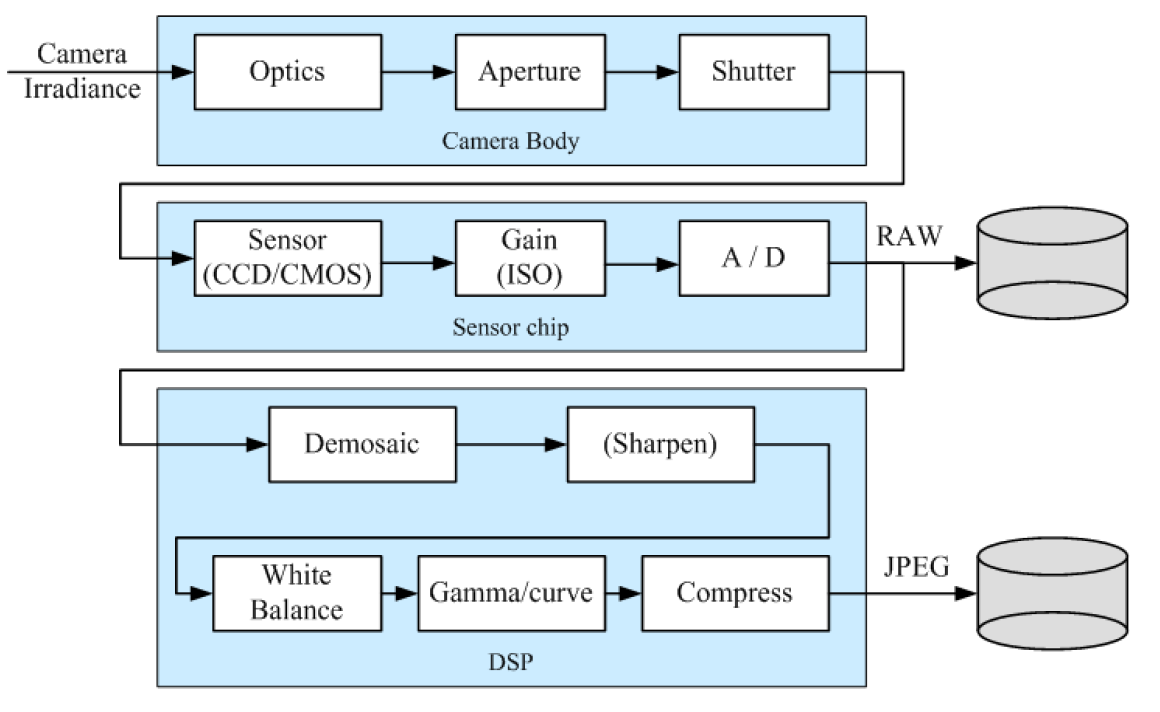 Camera
Irradiance
Optics
Aperture
Shutter
Camera Body
Sensor
(CCD/CMOS)
Gain
(ISO)
A / D
RAW
Sensor chip
Demosaic
(Sharpen)
White
Balance
Gamma/curve
Compress
JPEG
DSP